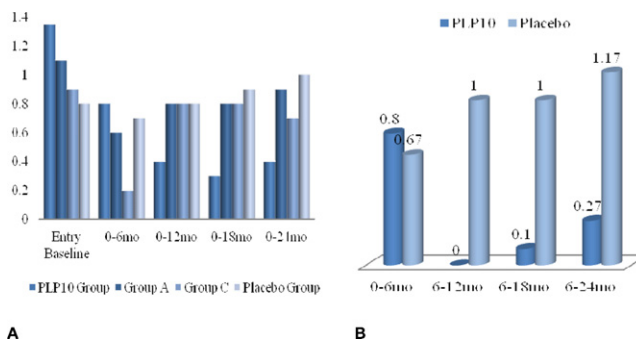 1.4
1.2
1
0.8
0.6
0.4
0.2
0
Entry Baseline
0-6mo
0-12mo
0-18mo
0-24mo
PLP10 Group
Group A
Group C
Placebo Group
A
PLP10
Placebo
0.8
0.67
0
1
0.1
1
0.27
1.17
0-6mo
6-12mo
6-18mo
6-24mo
B